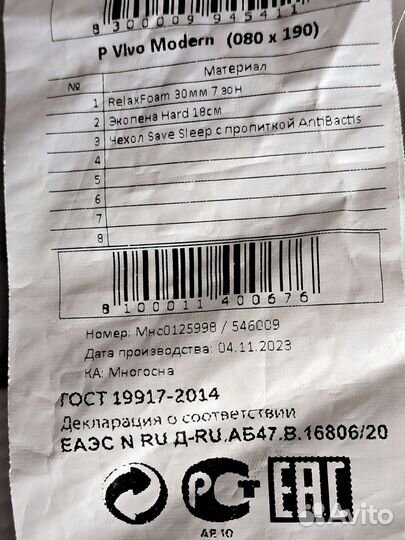 8 300009 945411
P Vivo Modern (080 x 190)
№ Материал
1 RelaxFoam 30мм 7 зон
2 Экопена Hard 18см
3 Чехол Save Sleep с пропиткой AntiBactis
4
5
6
7
8
8 100011 400676
Номер: Мнс0125998 / 546009
Дата производства: 04.11.2023
КА: Многосна
ГОСТ 19917-2014
Декларация о соответствии
ЕАЭС N RU Д-RU.АБ47.В.16806/20
РСТ EAC
АЕ 10
Avito